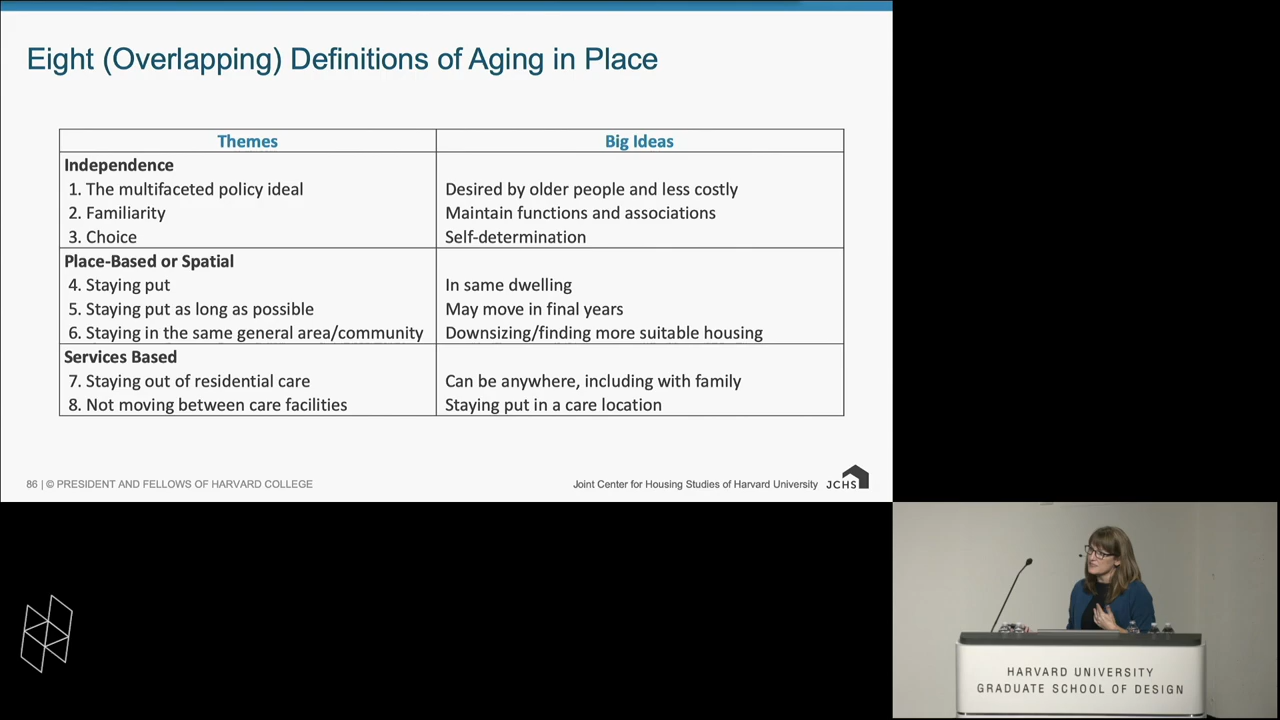 Eight (Overlapping) Definitions of Aging in Place
Themes Big Ideas
Independence
1. The multifaceted policy ideal Desired by older people and less costly
2. Familiarity Maintain functions and associations
3. Choice Self-determination
Place-Based or Spatial
4. Staying put In same dwelling
5. Staying put as long as possible May move in final years
6. Staying in the same general area/community Downsizing/finding more suitable housing
Services Based
7. Staying out of residential care Can be anywhere, including with family
8. Not moving between care facilities Staying put in a care location
86 | © PRESIDENT AND FELLOWS OF HARVARD COLLEGE Joint Center for Housing Studies of Harvard University JCHS
HARVARD UNIVERSITY
GRADUATE SCHOOL OF DESIGN